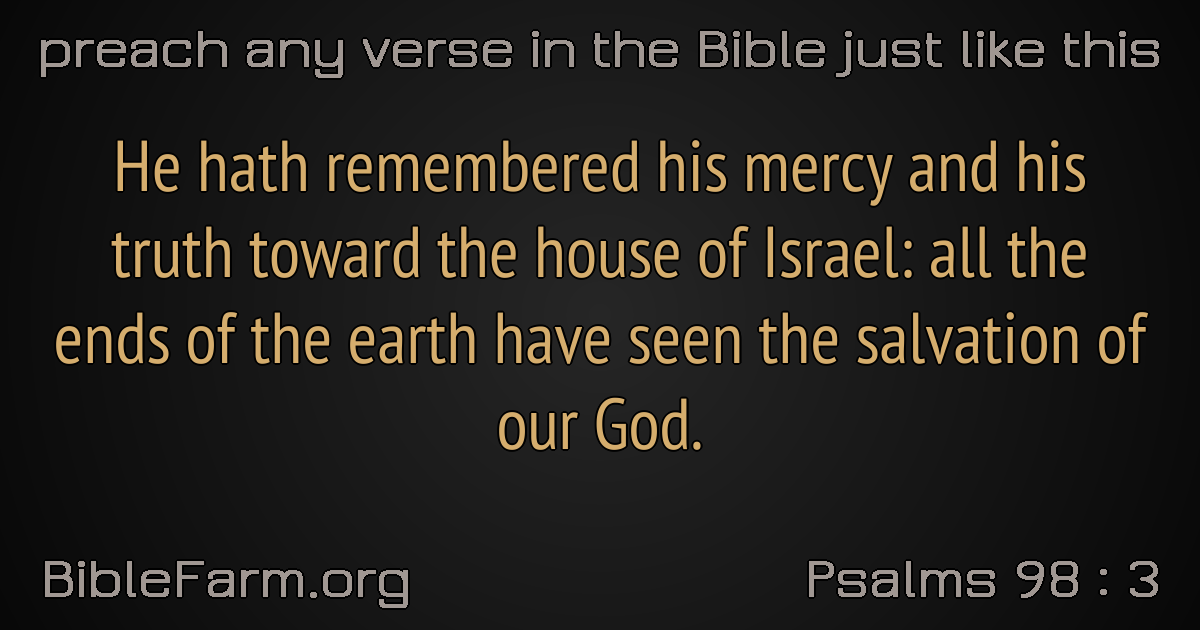 preach any verse in the Bible just like this
He hath remembered his mercy and his
truth toward the house of Israel: all the
ends of the earth have seen the salvation of
our God.
BibleFarm.org
Psalms 98 : 3